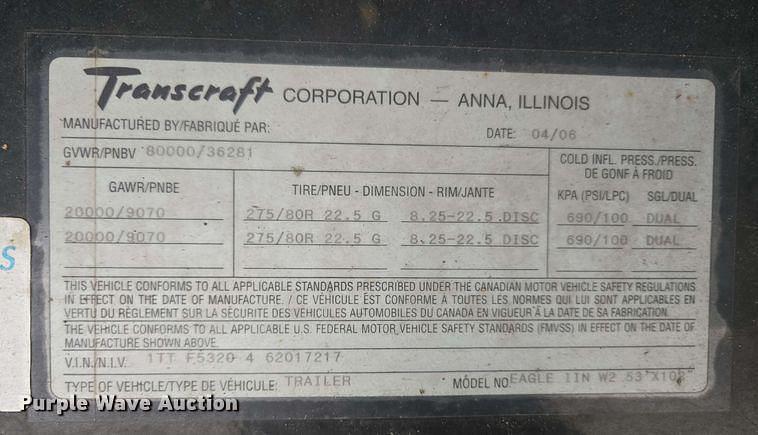 Transcraft CORPORATION — ANNA, ILLINOIS
MANUFACTURED BY/FABRIQUÉ PAR: DATE: 04/06
GVWR/PNBV 80000/36281
COLD INFL. PRESS./PRESS. DE GONF À FROID
GAWR/PNBE TIRE/PNEU - DIMENSION - RIM/JANTE KPA (PSI/LPC) SGL/DUAL
20000/9070 275/80R 22.5 G 8.25-22.5 DISC 690/100 DUAL
20000/9070 275/80R 22.5 G 8.25-22.5 DISC 690/100 DUAL
THIS VEHICLE CONFORMS TO ALL APPLICABLE STANDARDS PRESCRIBED UNDER THE CANADIAN MOTOR VEHICLE SAFETY REGULATIONS
IN EFFECT ON THE DATE OF MANUFACTURE. / CE VÉHICULE EST CONFORME À TOUTES LES NORMES QUI LUI SONT APPLICABLES EN
VERTU DU RÈGLEMENT SUR LA SÉCURITE DES VÉHICULES AUTOMOBILES DU CANADA EN VIGUEUR À LA DATE DE SA FABRICATION.
THE VEHICLE CONFORMS TO ALL APPLICABLE U.S. FEDERAL MOTOR VEHICLE SAFETY STANDARDS (FMVSS) IN EFFECT ON THE DATE OF
MANUFACTURE SHOWN ABOVE.
V.I.N./N.I.V. 1TT F5320 4 62017217
TYPE OF VEHICLE/TYPE DE VÉHICULE: TRAILER MODEL NO EAGLE IIN W2 53'X102"
S
Purple Wave Auction